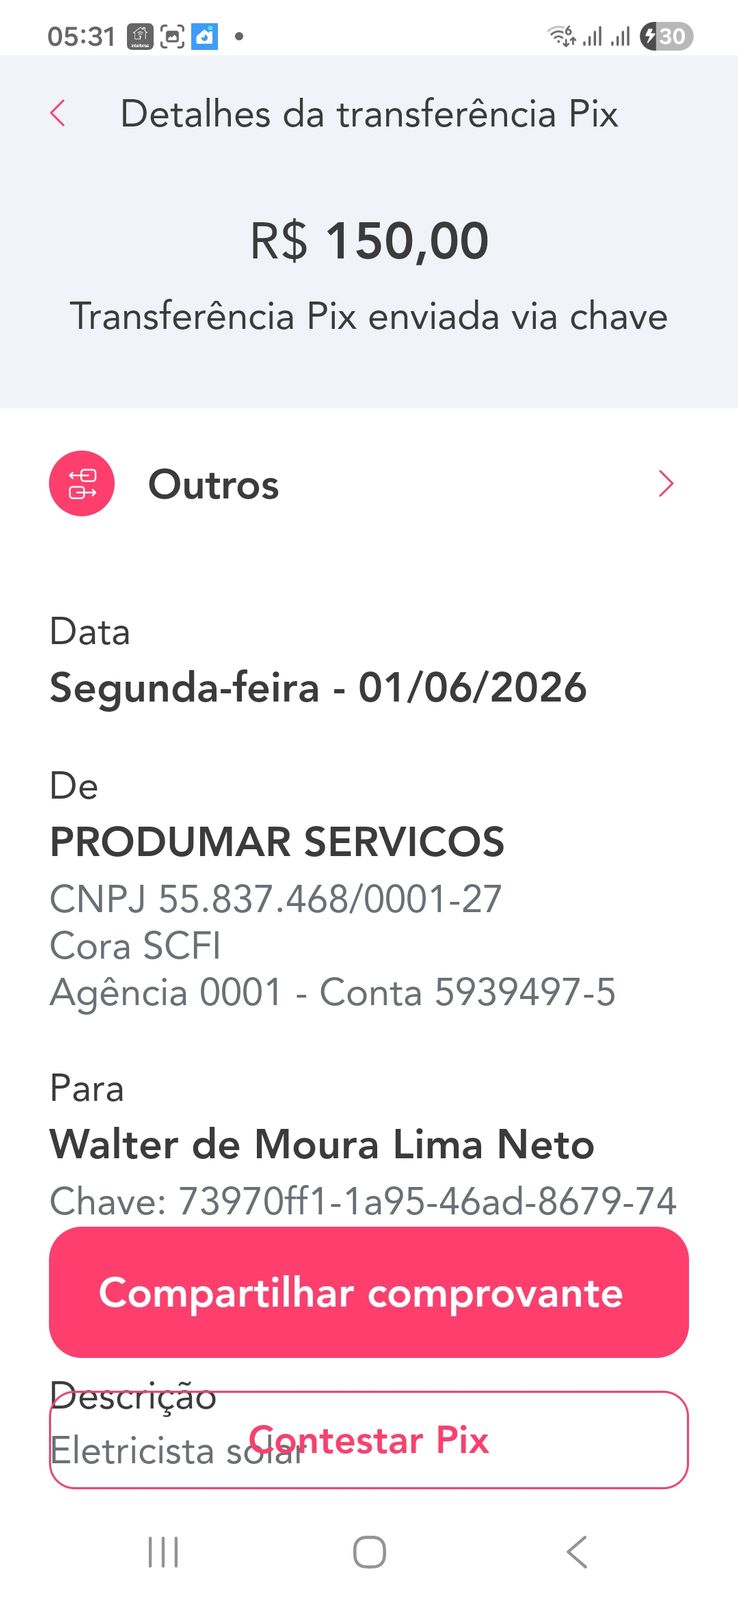 05:31
30
Detalhes da transferência Pix
R$ 150,00
Transferência Pix enviada via chave
Outros
Data
Segunda-feira - 01/06/2026
De
PRODUMAR SERVICOS
CNPJ 55.837.468/0001-27
Cora SCFI
Agência 0001 - Conta 5939497-5
Para
Walter de Moura Lima Neto
Chave: 73970ff1-1a95-46ad-8679-74
Compartilhar comprovante
Descrição
Eletricista solar
Contestar Pix